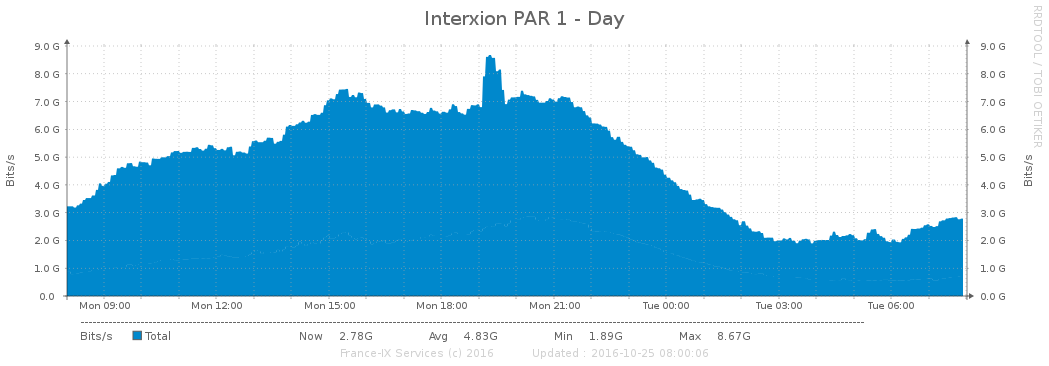 Interxion PAR 1 - Day
RRDTOOL / TOBI OETIKER
Bits/s
9.0 G 9.0 G
8.0 G 8.0 G
7.0 G 7.0 G
6.0 G 6.0 G
5.0 G 5.0 G
4.0 G 4.0 G
3.0 G 3.0 G
2.0 G 2.0 G
1.0 G 1.0 G
0.0 0.0 G
Bits/s
Mon 09:00 Mon 12:00 Mon 15:00 Mon 18:00 Mon 21:00 Tue 00:00 Tue 03:00 Tue 06:00
Bits/s Total Now 2.78G Avg 4.83G Min 1.89G Max 8.67G
France-IX Services (c) 2016 Updated : 2016-10-25 08:00:06